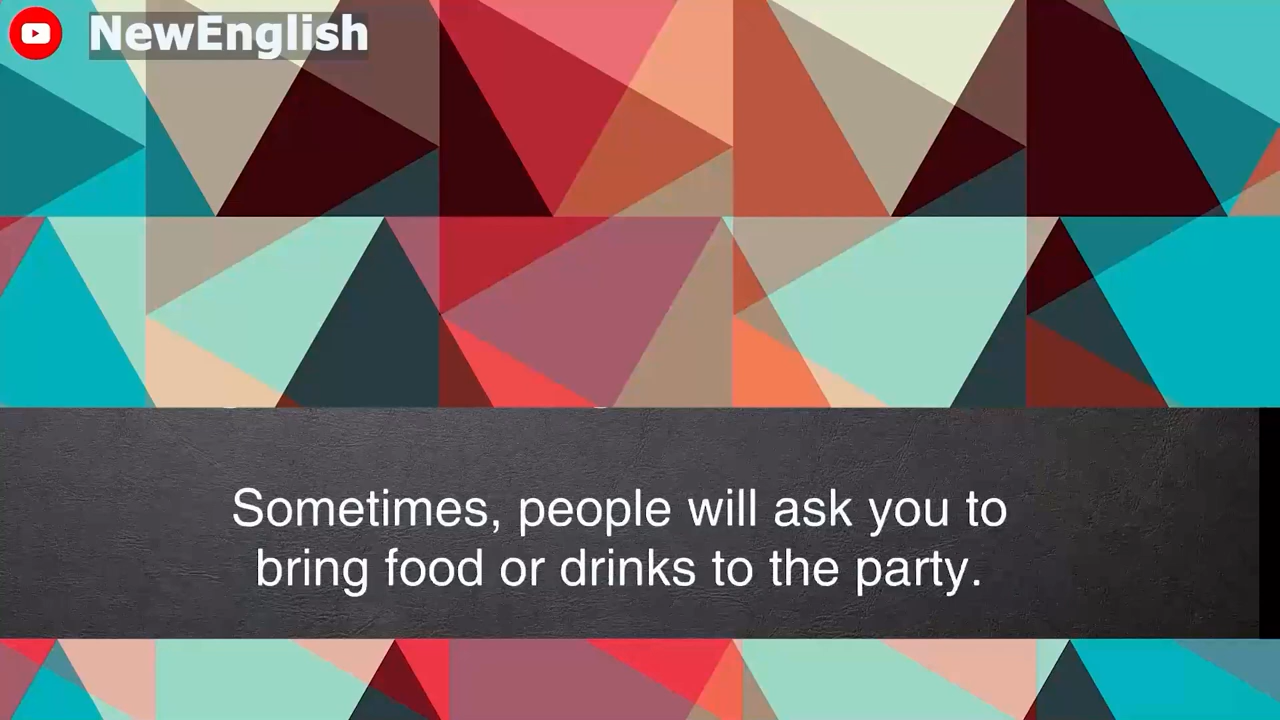 NewEnglish
Sometimes, people will ask you to
bring food or drinks to the party.